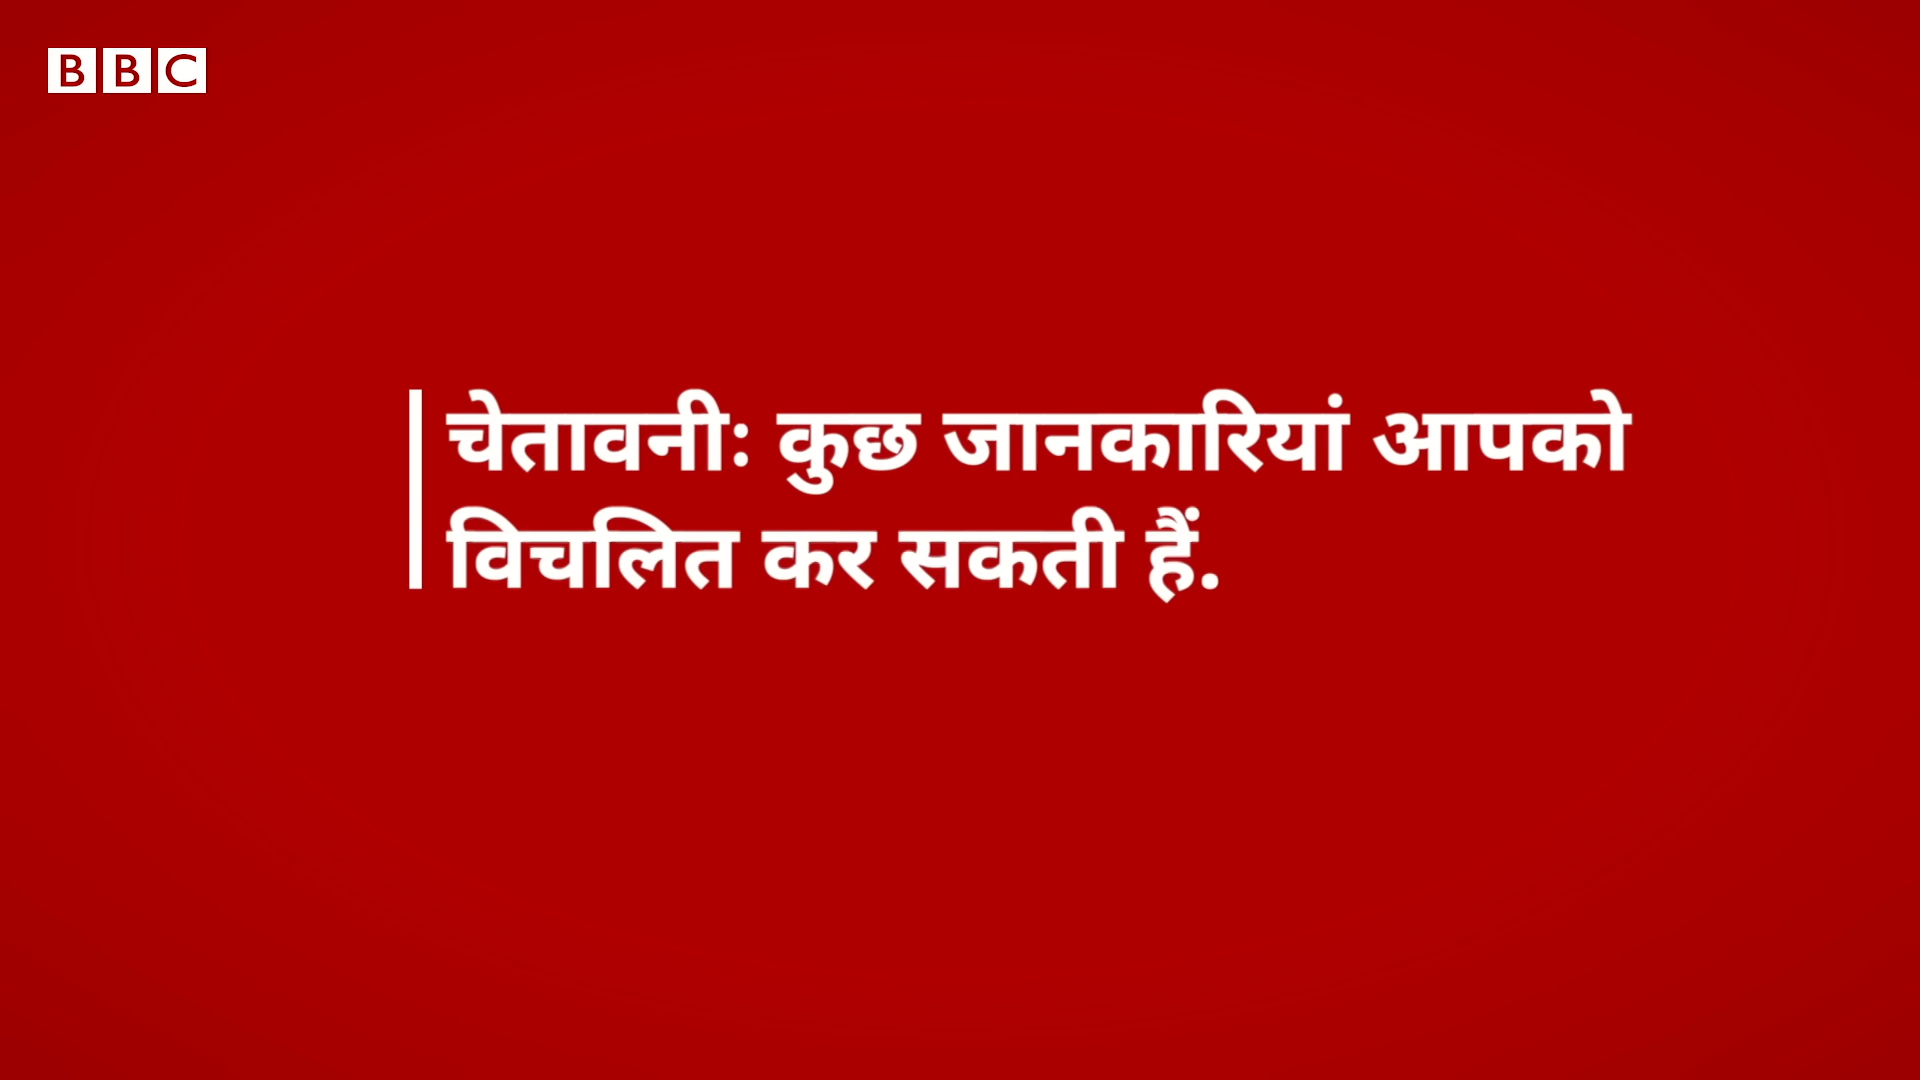 BBC
चेतावनी: कुछ जानकारियां आपको
विचलित कर सकती हैं.